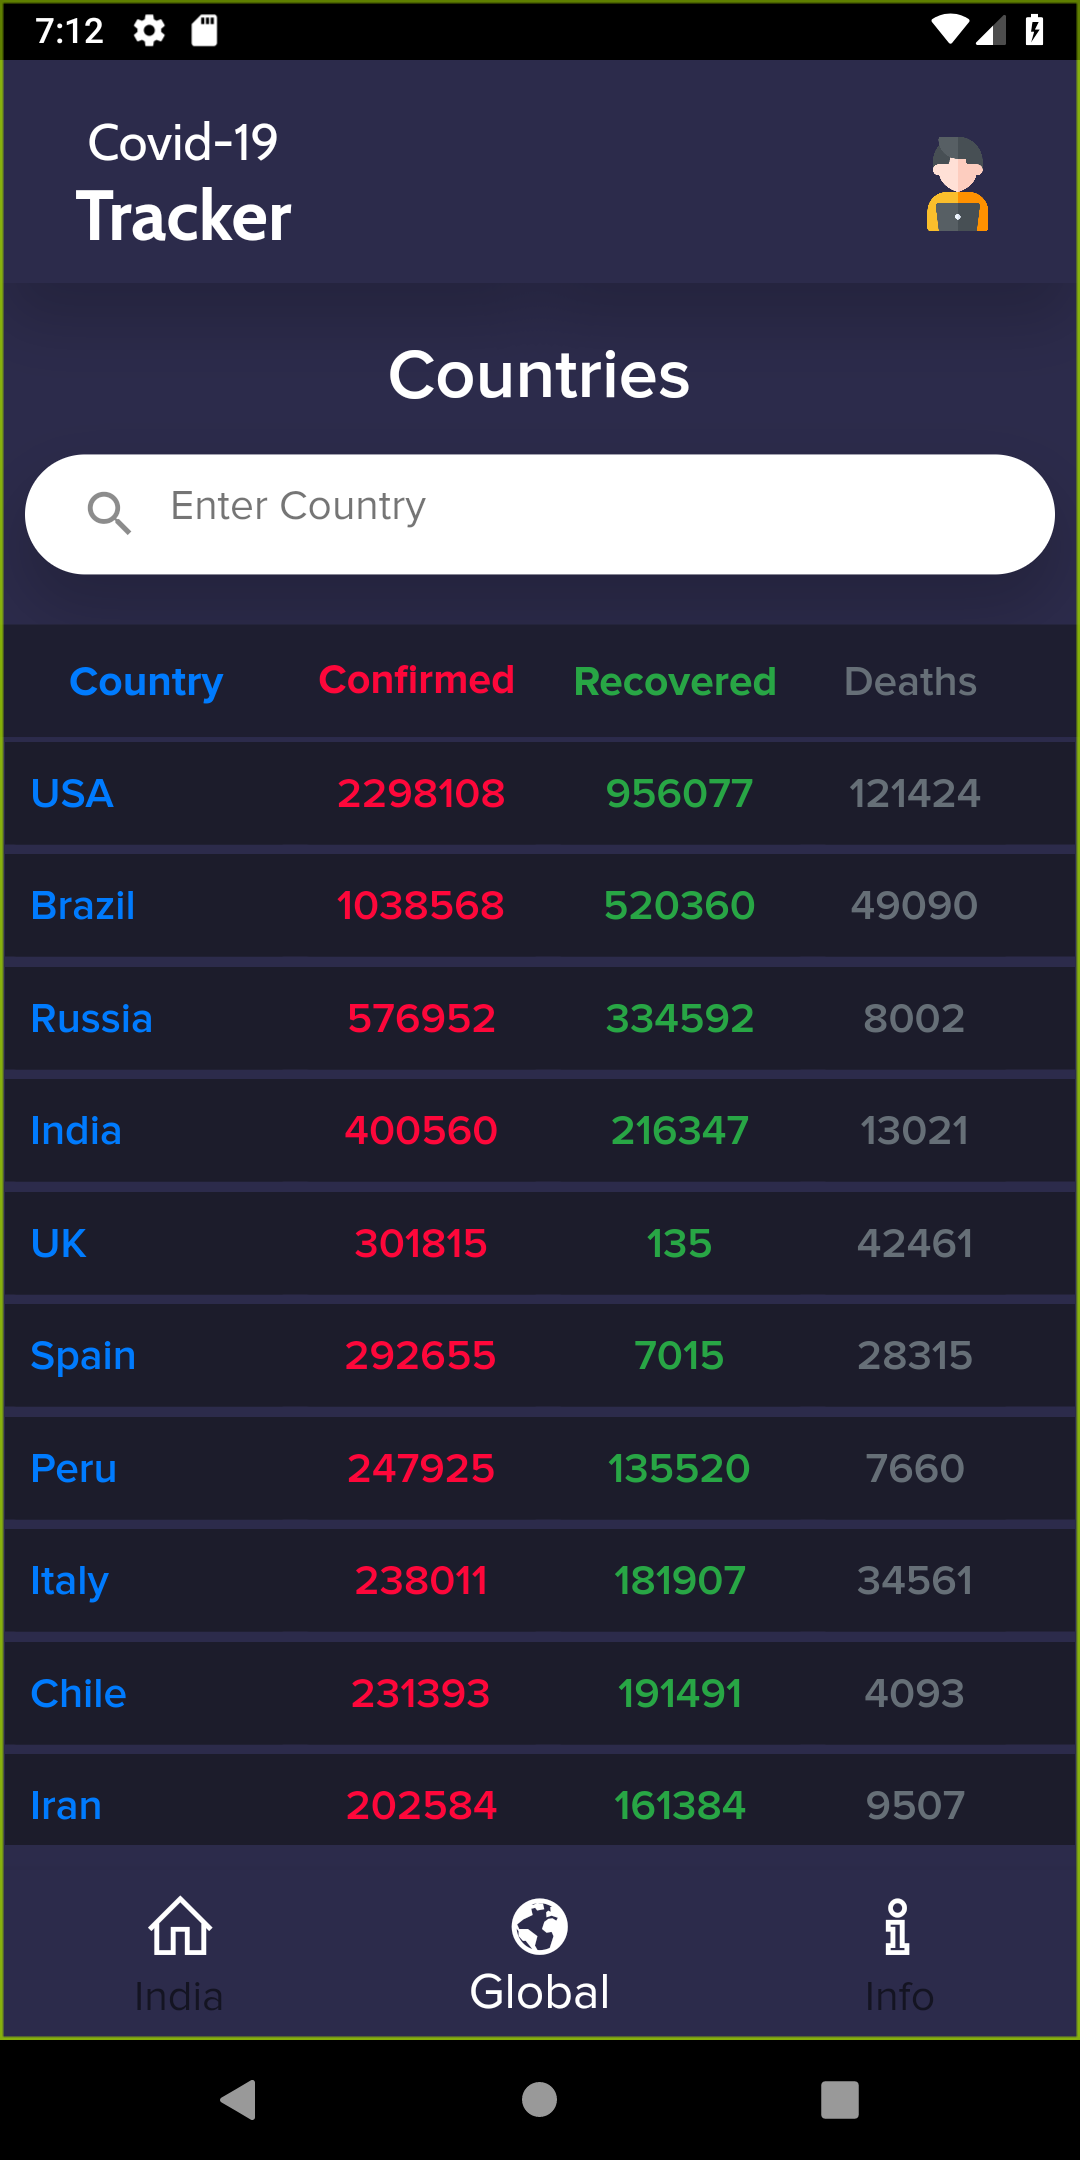 7:12
Covid-19
Tracker
Countries
Enter Country
Country Confirmed Recovered Deaths
USA 2298108 956077 121424
Brazil 1038568 520360 49090
Russia 576952 334592 8002
India 400560 216347 13021
UK 301815 135 42461
Spain 292655 7015 28315
Peru 247925 135520 7660
Italy 238011 181907 34561
Chile 231393 191491 4093
Iran 202584 161384 9507
India Global Info